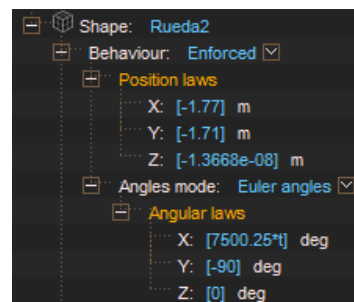 Shape: Rueda2
Behaviour: Enforced
Position laws
X: [-1.77] m
Y: [-1.71] m
Z: [-1.3668e-08] m
Angles mode: Euler angles
Angular laws
X: [7500.25*t] deg
Y: [-90] deg
Z: [0] deg